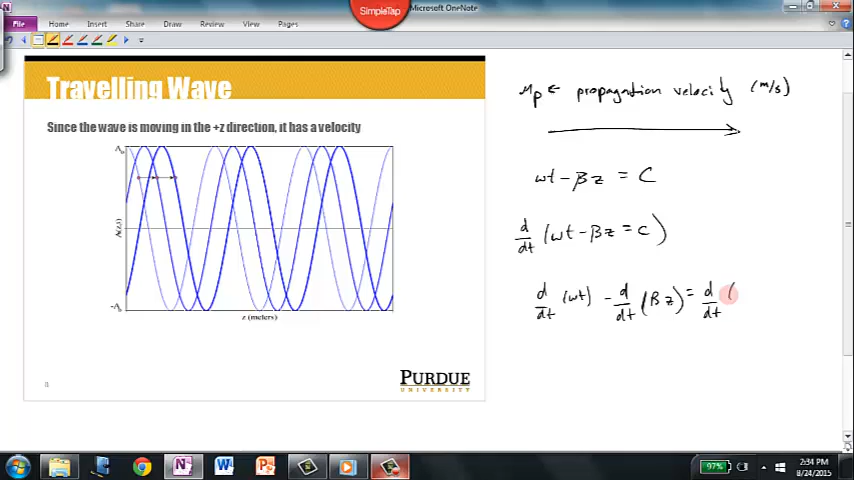 SimpleTap
Microsoft OneNote
File Home Insert Share Draw Review View Pages
Travelling Wave
Since the wave is moving in the +z direction, it has a velocity
z (meters)
8
PURDUE
UNIVERSITY
μp ← propagation velocity (m/s)
ωt - βz = C
d/dt (ωt - βz = C)
d/dt (ωt) - d/dt (βz) = d/dt (
97%
2:34 PM
8/24/2015